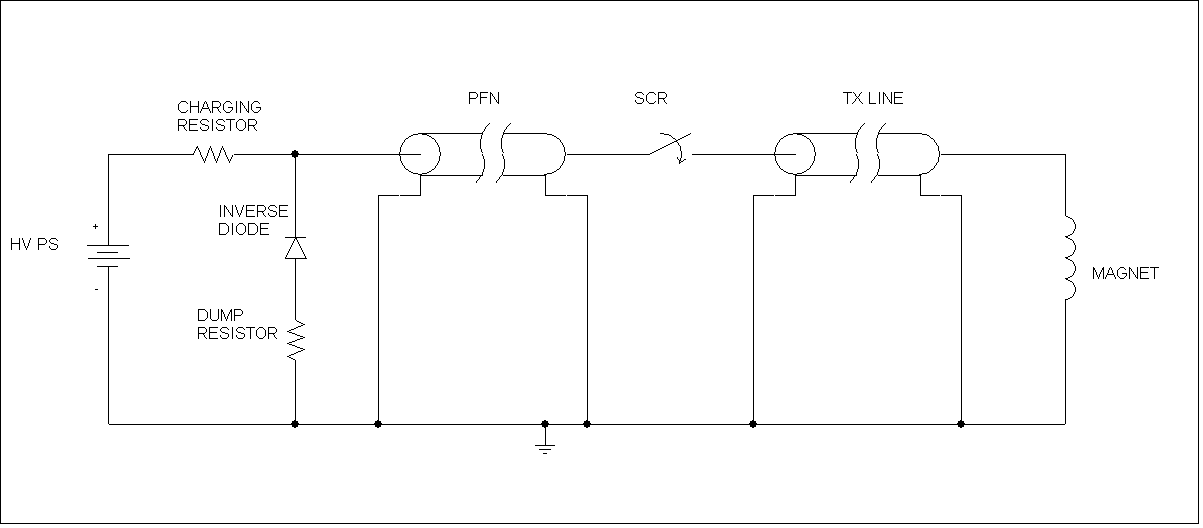 PFN
SCR
TX LINE
CHARGING
RESISTOR
INVERSE
DIODE
+
HV PS
-
MAGNET
DUMP
RESISTOR